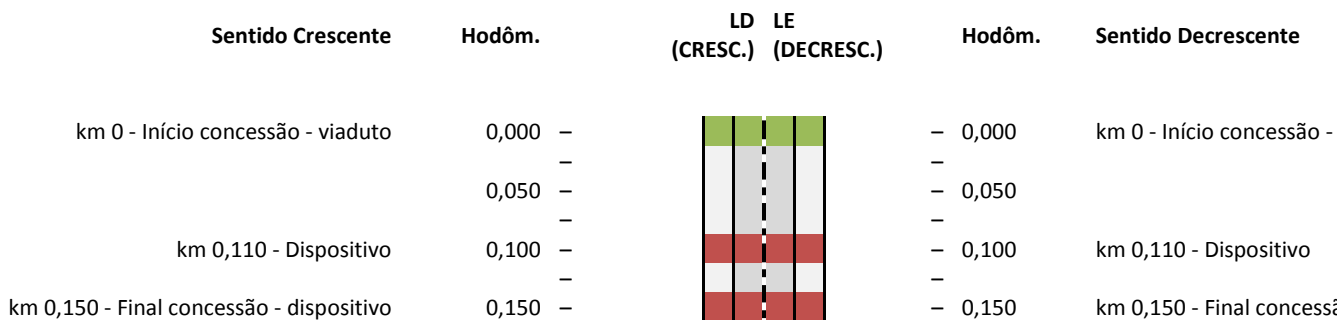 Sentido Crescente Hodôm. LD LE Hodôm. Sentido Decrescente
(CRESC.) (DECRESC.)
km 0 - Início concessão - viaduto 0,000 – – 0,000 km 0 - Início concessão -
– –
0,050 – – 0,050
– –
km 0,110 - Dispositivo 0,100 – – 0,100 km 0,110 - Dispositivo
– –
km 0,150 - Final concessão - dispositivo 0,150 – – 0,150 km 0,150 - Final